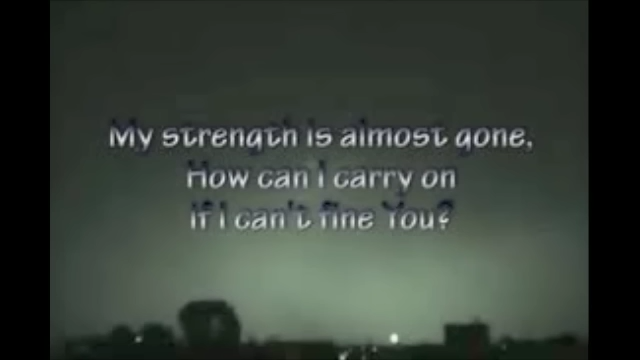 My strength is almost gone,
How can I carry on
if I can't fine You?